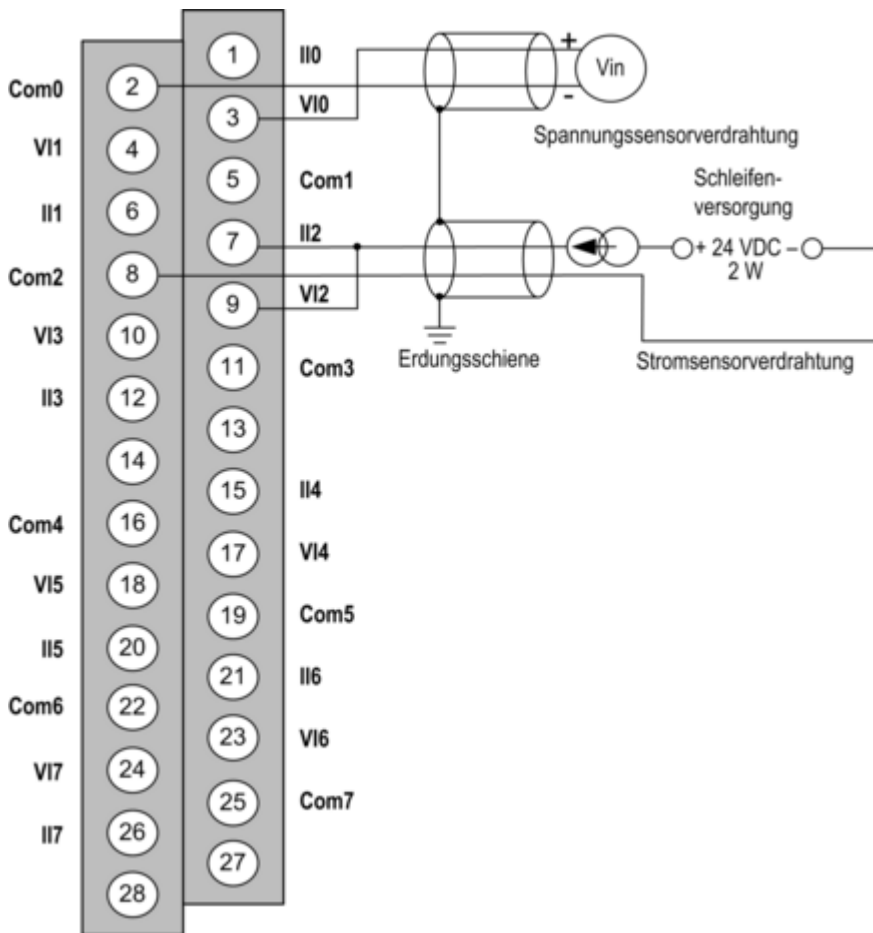 1
II0
Com0
2
VI0
3
+
-
Vin
Spannungssensorverdrahtung
VI1
4
5
Com1
Schleifen-
versorgung
II1
6
7
II2
+ 24 VDC –
2 W
Com2
8
VI2
9
Erdungsschiene
Stromsensorverdrahtung
VI3
10
11
Com3
II3
12
13
14
15
II4
Com4
16
17
VI4
VI5
18
19
Com5
II5
20
21
II6
Com6
22
23
VI6
VI7
24
25
Com7
II7
26
27
28